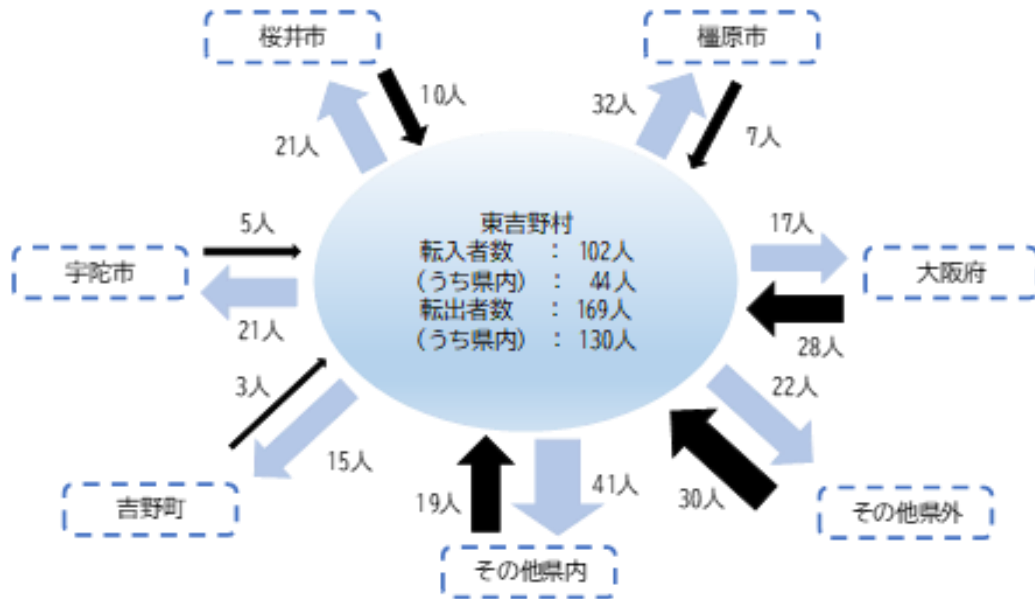 桜井市
橿原市
10人
32人
21人
7人
東吉野村
転入者数 : 102人
(うち県内) : 44人
転出者数 : 169人
(うち県内) : 130人
5人
宇陀市
21人
17人
大阪府
28人
3人
15人
22人
吉野町
19人
41人
30人
その他県外
その他県内